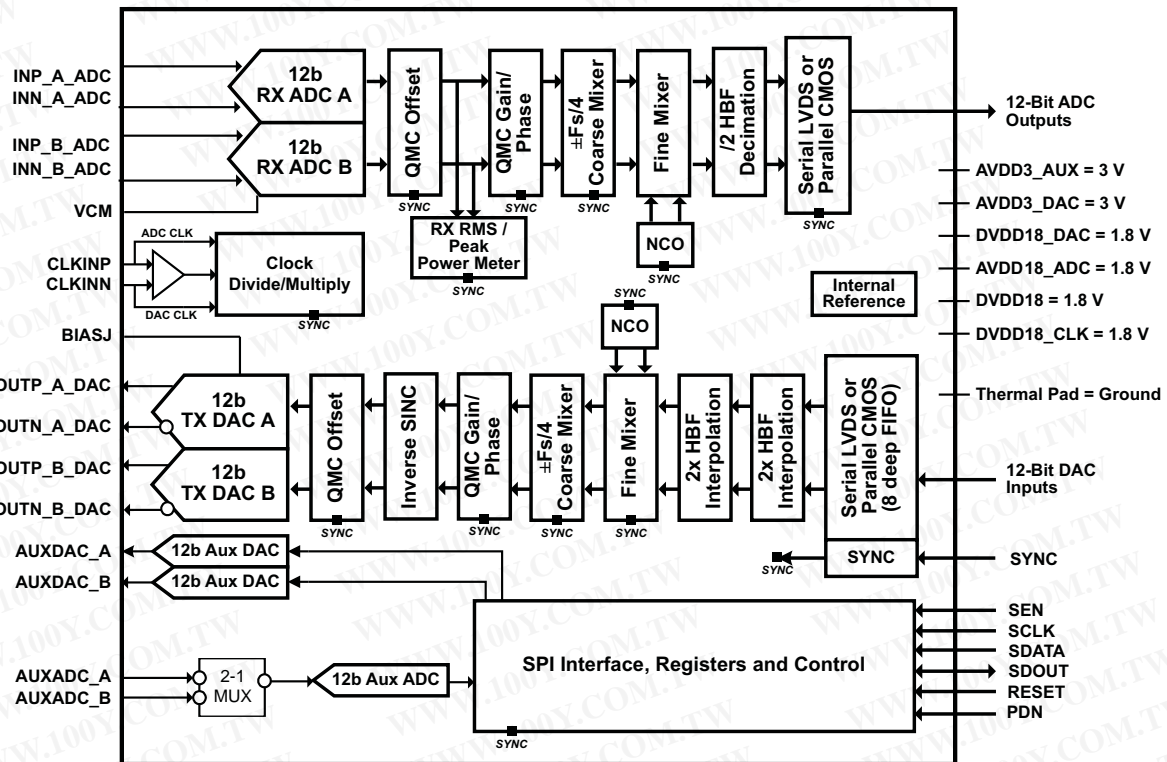 INP_A_ADC
INN_A_ADC
INP_B_ADC
INN_B_ADC
VCM
12b
RX ADC A
12b
RX ADC B
QMC Offset
SYNC
QMC Gain/
Phase
SYNC
±Fs/4
Coarse Mixer
SYNC
Fine Mixer
/2 HBF
Decimation
Serial LVDS or
Parallel CMOS
SYNC
12-Bit ADC
Outputs
RX RMS /
Peak
Power Meter
SYNC
NCO
SYNC
AVDD3_AUX = 3 V
AVDD3_DAC = 3 V
DVDD18_DAC = 1.8 V
AVDD18_ADC = 1.8 V
DVDD18 = 1.8 V
DVDD18_CLK = 1.8 V
Thermal Pad = Ground
ADC CLK
CLKINP
CLKINN
DAC CLK
Clock
Divide/Multiply
SYNC
Internal
Reference
BIASJ
SYNC
NCO
OUTP_A_DAC
OUTN_A_DAC
OUTP_B_DAC
OUTN_B_DAC
12b
TX DAC A
12b
TX DAC B
QMC Offset
SYNC
Inverse SINC
QMC Gain/
Phase
SYNC
±Fs/4
Coarse Mixer
SYNC
Fine Mixer
SYNC
2x HBF
Interpolation
2x HBF
Interpolation
Serial LVDS or
Parallel CMOS
(8 deep FIFO)
12-Bit DAC
Inputs
SYNC
SYNC
SYNC
AUXDAC_A
AUXDAC_B
12b Aux DAC
12b Aux DAC
AUXADC_A
AUXADC_B
2-1
MUX
12b Aux ADC
SPI Interface, Registers and Control
SYNC
SEN
SCLK
SDATA
SDOUT
RESET
PDN
WWW.100Y.COM.TW